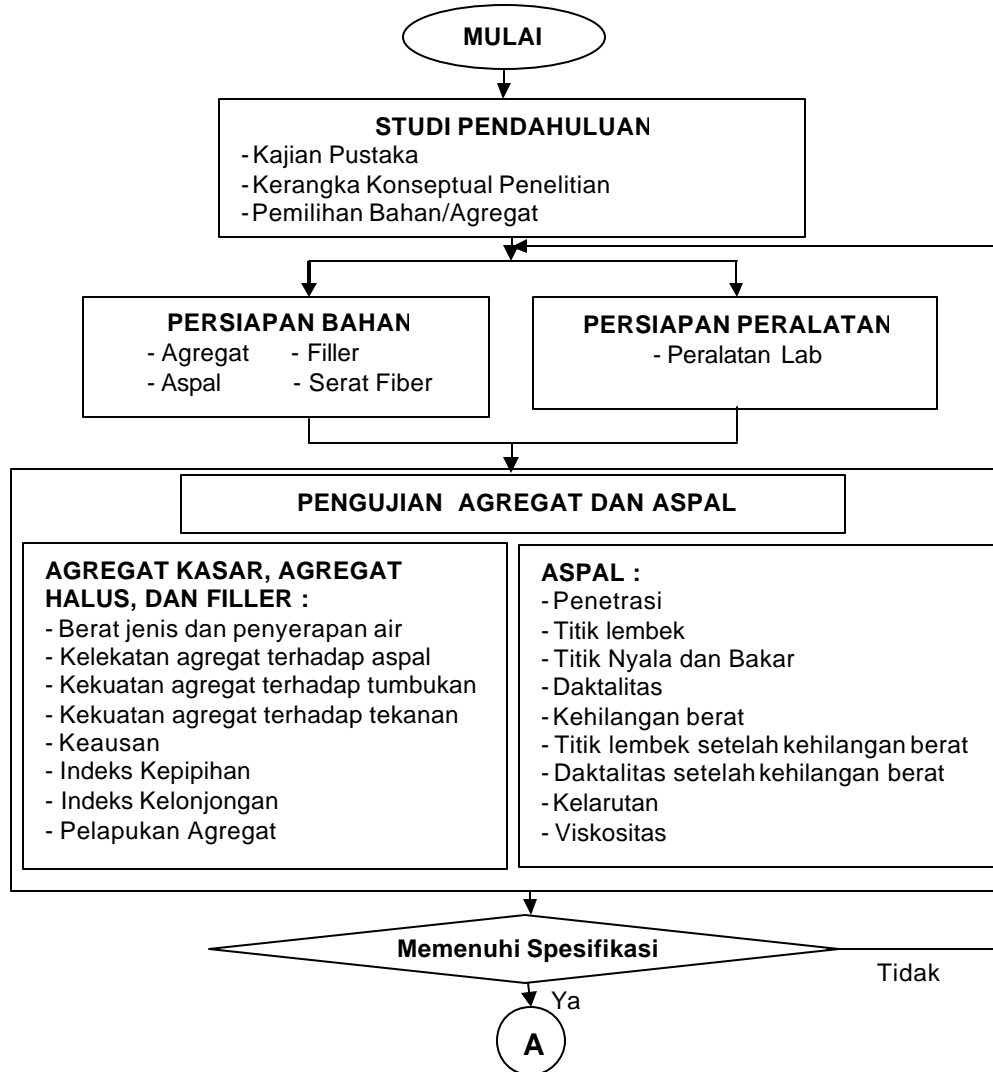 MULAI
STUDI PENDAHULUAN
- Kajian Pustaka
- Kerangka Konseptual Penelitian
- Pemilihan Bahan/Agregat
PERSIAPAN BAHAN
- Agregat - Filler
- Aspal - Serat Fiber
PERSIAPAN PERALATAN
- Peralatan Lab
PENGUJIAN AGREGAT DAN ASPAL
AGREGAT KASAR, AGREGAT
HALUS, DAN FILLER :
- Berat jenis dan penyerapan air
- Kelekatan agregat terhadap aspal
- Kekuatan agregat terhadap tumbukan
- Kekuatan agregat terhadap tekanan
- Keausan
- Indeks Kepipihan
- Indeks Kelonjongan
- Pelapukan Agregat
ASPAL :
- Penetrasi
- Titik lembek
- Titik Nyala dan Bakar
- Daktalitas
- Kehilangan berat
- Titik lembek setelah kehilangan berat
- Daktalitas setelah kehilangan berat
- Kelarutan
- Viskositas
Memenuhi Spesifikasi
Tidak
Ya
A